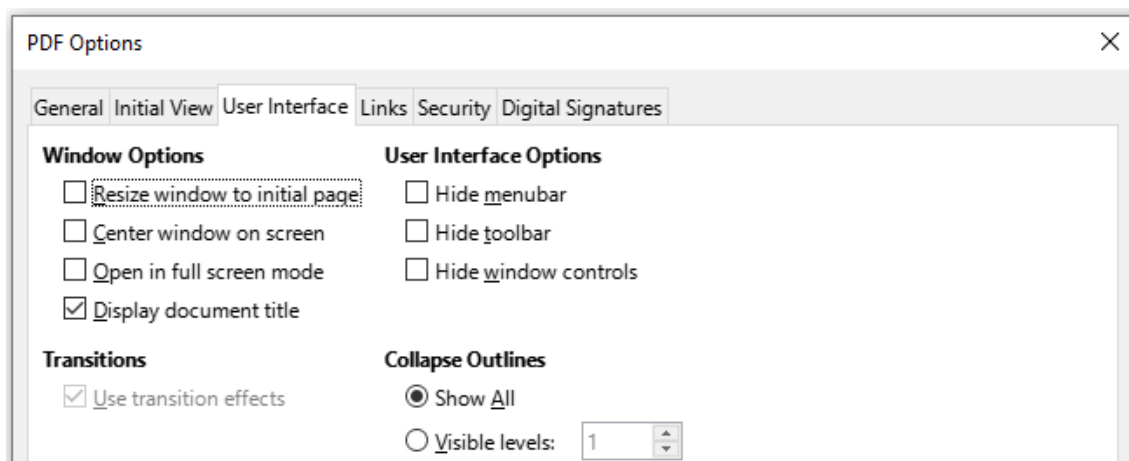 PDF Options
General Initial View User Interface Links Security Digital Signatures
Window Options
Resize window to initial page
Center window on screen
Open in full screen mode
Display document title
User Interface Options
Hide menubar
Hide toolbar
Hide window controls
Transitions
Use transition effects
Collapse Outlines
Show All
Visible levels: 1